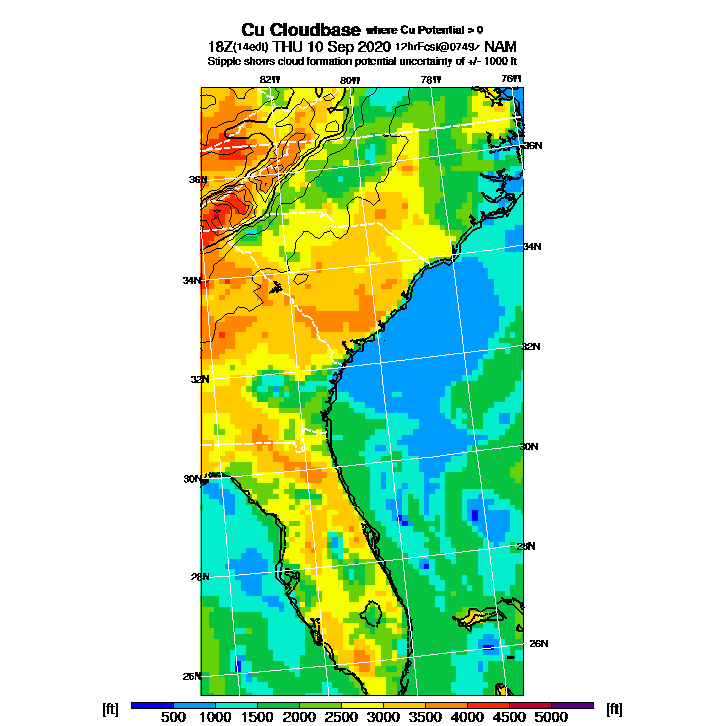 Cu Cloudbase where Cu Potential > 0
18Z(14edt) THU 10 Sep 2020 12hrFcst@0749z NAM
Stipple shows cloud formation potential uncertainty of +/- 1000 ft
82W 80W 78W 76W
36N
36N
34N
34N
32N
32N
30N
30N
28N
28N
26N
26N
[ft] 500 1000 1500 2000 2500 3000 3500 4000 4500 5000 [ft]